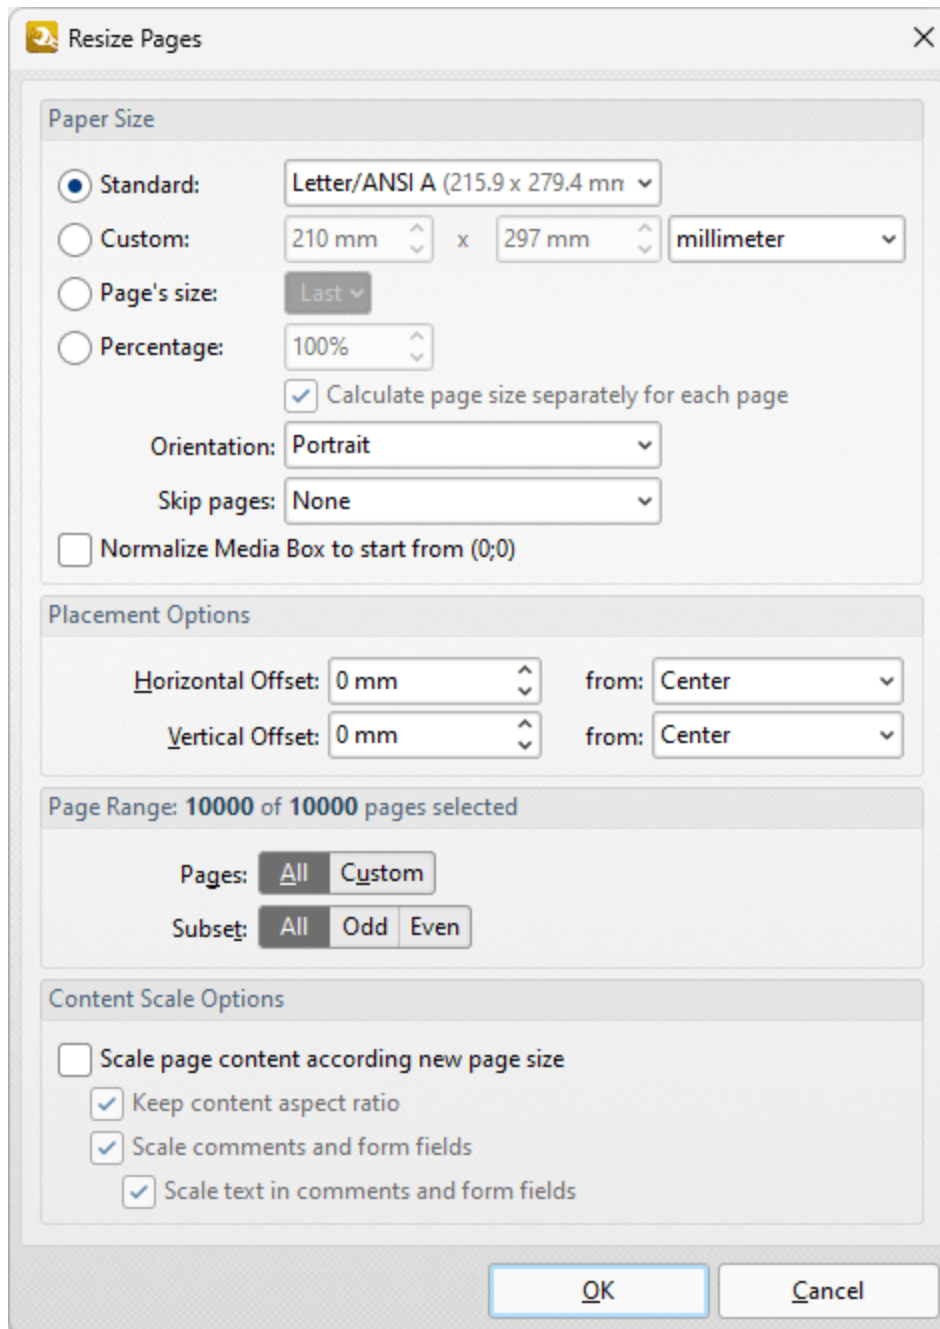 Resize Pages
Paper Size
Standard: Letter/ANSI A (215.9 x 279.4 mm
Custom: 210 mm x 297 mm millimeter
Page's size: Last
Percentage: 100%
Calculate page size separately for each page
Orientation: Portrait
Skip pages: None
Normalize Media Box to start from (0;0)
Placement Options
Horizontal Offset: 0 mm from: Center
Vertical Offset: 0 mm from: Center
Page Range: 10000 of 10000 pages selected
Pages: All Custom
Subset: All Odd Even
Content Scale Options
Scale page content according new page size
Keep content aspect ratio
Scale comments and form fields
Scale text in comments and form fields
OK Cancel